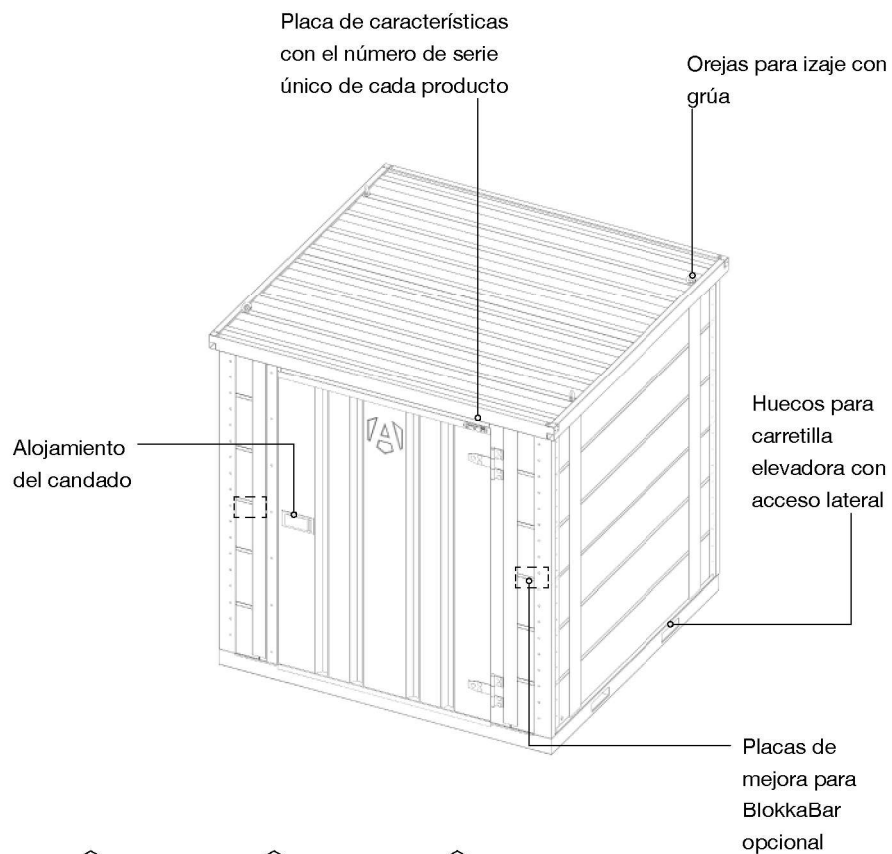 Placa de características
con el número de serie
único de cada producto
Orejas para izaje con
grúa
Huecos para
carretilla
elevadora con
acceso lateral
Alojamiento
del candado
Placas de
mejora para
BlokkaBar
opcional